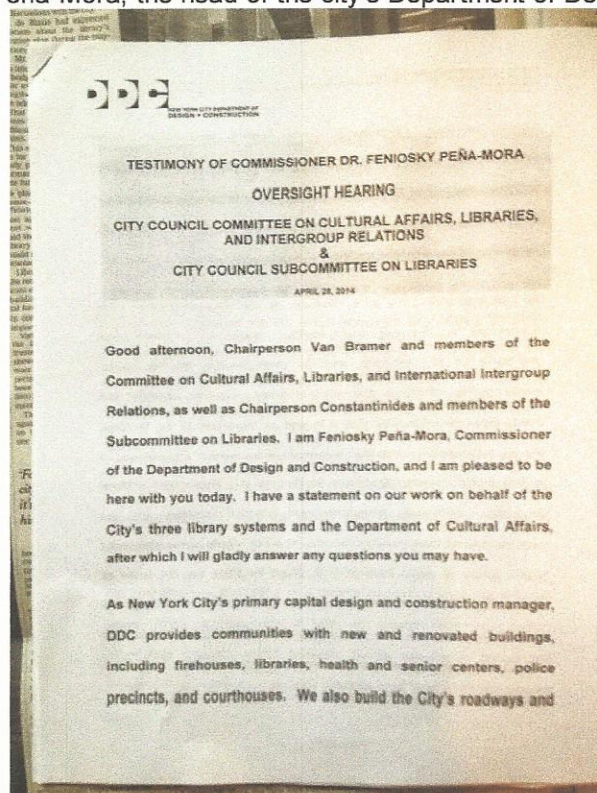 the head of the city's Department of
DDC
NEW YORK CITY DEPARTMENT OF
DESIGN + CONSTRUCTION
TESTIMONY OF COMMISSIONER DR. FENIOSKY PEÑA-MORA
OVERSIGHT HEARING
CITY COUNCIL COMMITTEE ON CULTURAL AFFAIRS, LIBRARIES,
AND INTERGROUP RELATIONS
&
CITY COUNCIL SUBCOMMITTEE ON LIBRARIES
APRIL 28, 2014
Good afternoon, Chairperson Van Bramer and members of the
Committee on Cultural Affairs, Libraries, and International Intergroup
Relations, as well as Chairperson Constantinides and members of the
Subcommittee on Libraries. I am Feniosky Peña-Mora, Commissioner
of the Department of Design and Construction, and I am pleased to be
here with you today. I have a statement on our work on behalf of the
City's three library systems and the Department of Cultural Affairs,
after which I will gladly answer any questions you may have.
As New York City's primary capital design and construction manager,
DDC provides communities with new and renovated buildings,
including firehouses, libraries, health and senior centers, police
precincts, and courthouses. We also build the City's roadways and